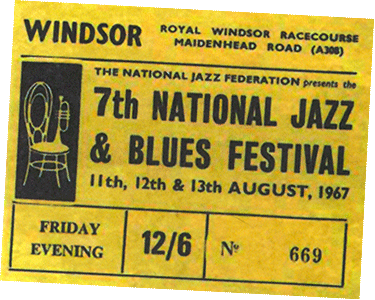 WINDSOR
ROYAL WINDSOR RACECOURSE
MAIDENHEAD ROAD (A308)
THE NATIONAL JAZZ FEDERATION presents the
7th NATIONAL JAZZ
& BLUES FESTIVAL
11th, 12th & 13th AUGUST, 1967
FRIDAY
EVENING
12/6
Nº 669